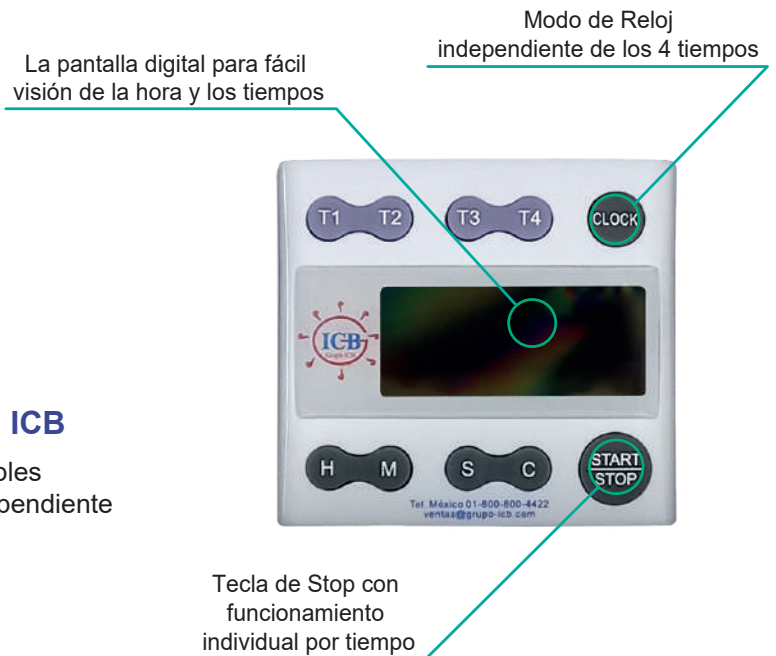 Modo de Reloj
independiente de los 4 tiempos
La pantalla digital para fácil
visión de la hora y los tiempos
T1 T2 T3 T4 CLOCK
ICB
Grupo ICB
ICB
bles
pendiente
H M S C START
STOP
Tel. México 01-800-800-4422
ventas@grupo-icb.com
Tecla de Stop con
funcionamiento
individual por tiempo